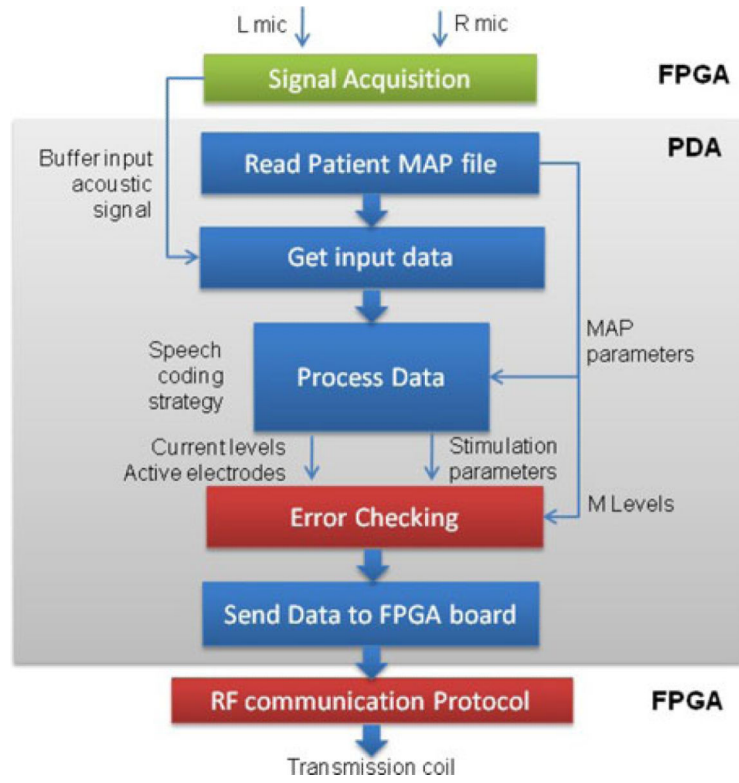 L mic
R mic
Signal Acquisition
FPGA
PDA
Buffer input
acoustic
signal
Read Patient MAP file
Get input data
MAP
parameters
Speech
coding
strategy
Process Data
Current levels
Active electrodes
Stimulation
parameters
Error Checking
M Levels
Send Data to FPGA board
RF communication Protocol
FPGA
Transmission coil